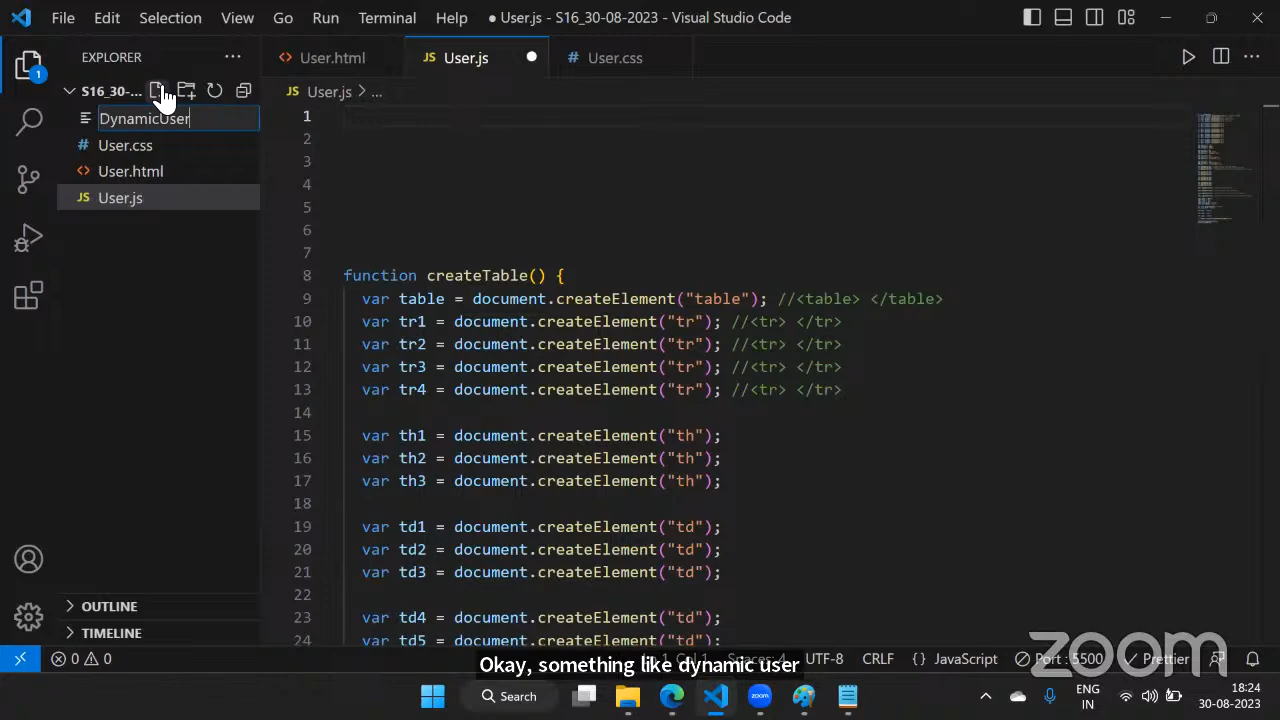 File Edit Selection View Go Run Terminal Help
● User.js - S16_30-08-2023 - Visual Studio Code
EXPLORER
<> User.html
JS User.js
# User.css
1
S16_30-...
JS User.js > ...
DynamicUser
# User.css
<> User.html
JS User.js
1
2
3
4
5
6
7
8 function createTable() {
9 var table = document.createElement("table"); //<table> </table>
10 var tr1 = document.createElement("tr"); //<tr> </tr>
11 var tr2 = document.createElement("tr"); //<tr> </tr>
12 var tr3 = document.createElement("tr"); //<tr> </tr>
13 var tr4 = document.createElement("tr"); //<tr> </tr>
14
15 var th1 = document.createElement("th");
16 var th2 = document.createElement("th");
17 var th3 = document.createElement("th");
18
19 var td1 = document.createElement("td");
20 var td2 = document.createElement("td");
21 var td3 = document.createElement("td");
22
23 var td4 = document.createElement("td");
24 var td5 = document.createElement("td");
OUTLINE
TIMELINE
zoom
0 0
1, Col 1 Spaces: 4 UTF-8 CRLF {} JavaScript Port : 5500 Prettier
Okay, something like dynamic user
Search
zoom
ENG
IN
18:24
30-08-2023